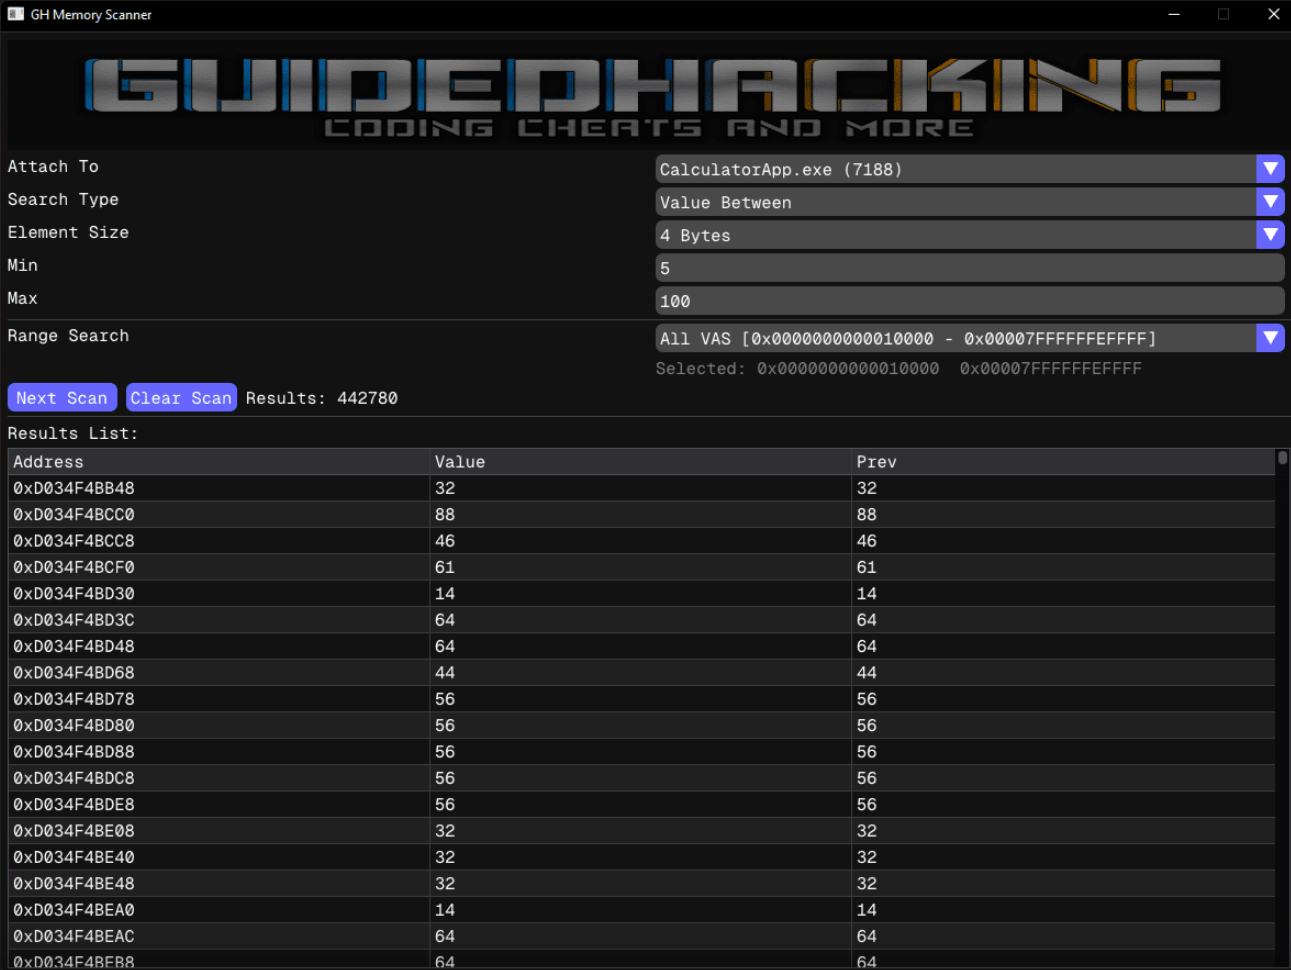 GH Memory Scanner
GUIDEDHACKING
CODING CHEATS AND MORE
Attach To CalculatorApp.exe (7188)
Search Type Value Between
Element Size 4 Bytes
Min 5
Max 100
Range Search All VAS [0x0000000000010000 - 0x00007FFFFFFEFFFF]
Selected: 0x0000000000010000 0x00007FFFFFFEFFFF
Next Scan Clear Scan Results: 442780
Results List:
Address Value Prev
0xD034F4BB48 32 32
0xD034F4BCC0 88 88
0xD034F4BCC8 46 46
0xD034F4BCF0 61 61
0xD034F4BD30 14 14
0xD034F4BD3C 64 64
0xD034F4BD48 64 64
0xD034F4BD68 44 44
0xD034F4BD78 56 56
0xD034F4BD80 56 56
0xD034F4BD88 56 56
0xD034F4BDC8 56 56
0xD034F4BDE8 56 56
0xD034F4BE08 32 32
0xD034F4BE40 32 32
0xD034F4BE48 32 32
0xD034F4BEA0 14 14
0xD034F4BEAC 64 64
0xD034F4BEB8 64 64